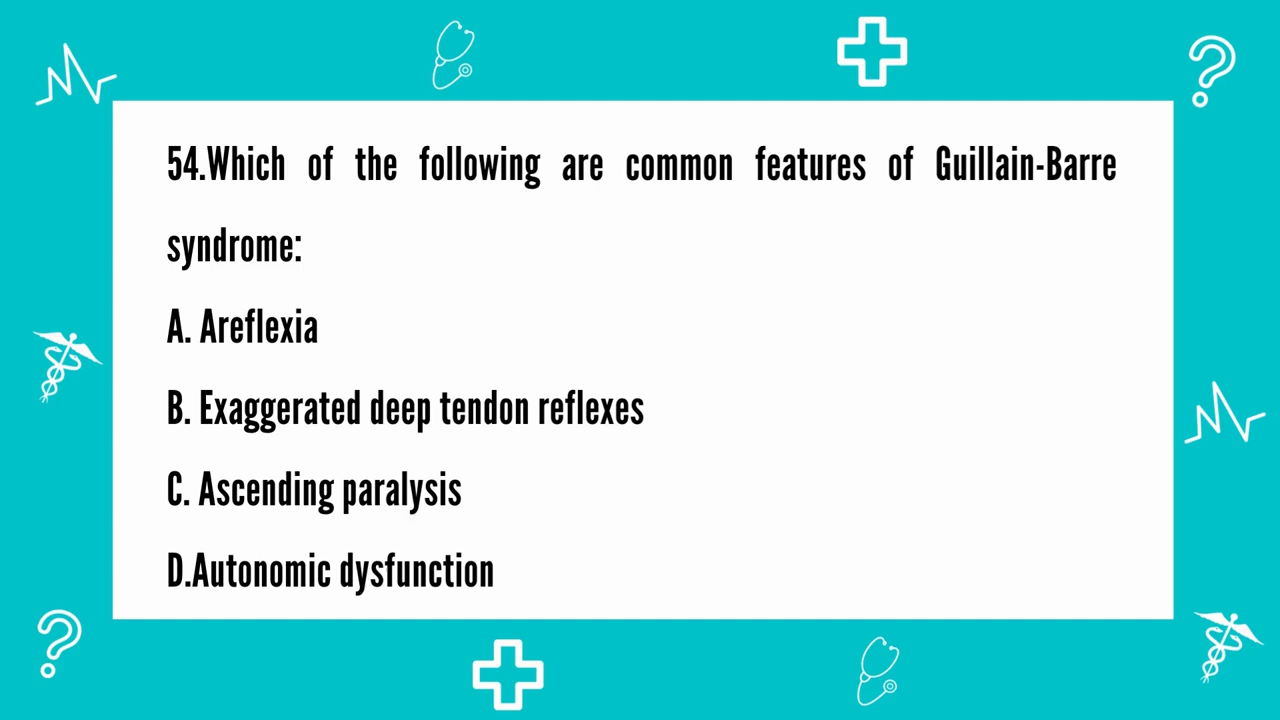 54.Which of the following are common features of Guillain-Barre
syndrome:
A. Areflexia
B. Exaggerated deep tendon reflexes
C. Ascending paralysis
D.Autonomic dysfunction